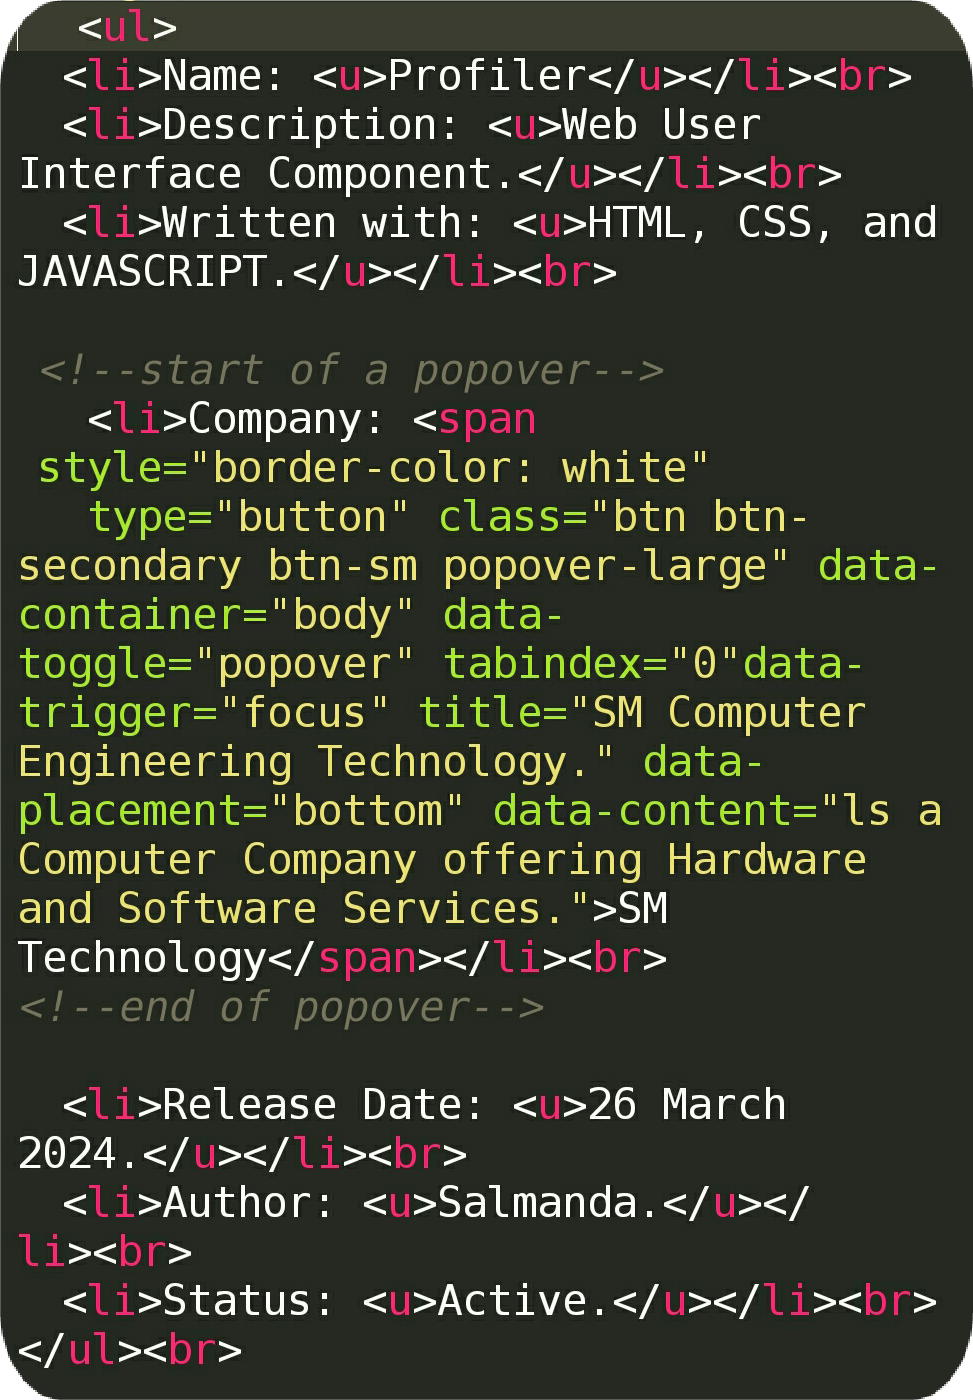 <ul>
<li>Name: <u>Profiler</u></li><br>
<li>Description: <u>Web User
Interface Component.</u></li><br>
<li>Written with: <u>HTML, CSS, and
JAVASCRIPT.</u></li><br>
<!--start of a popover-->
<li>Company: <span
style="border-color: white"
type="button" class="btn btn-
secondary btn-sm popover-large" data-
container="body" data-
toggle="popover" tabindex="0"data-
trigger="focus" title="SM Computer
Engineering Technology." data-
placement="bottom" data-content="ls a
Computer Company offering Hardware
and Software Services.">SM
Technology</span></li><br>
<!--end of popover-->
<li>Release Date: <u>26 March
2024.</u></li><br>
<li>Author: <u>Salmanda.</u></
li><br>
<li>Status: <u>Active.</u></li><br>
</ul><br>